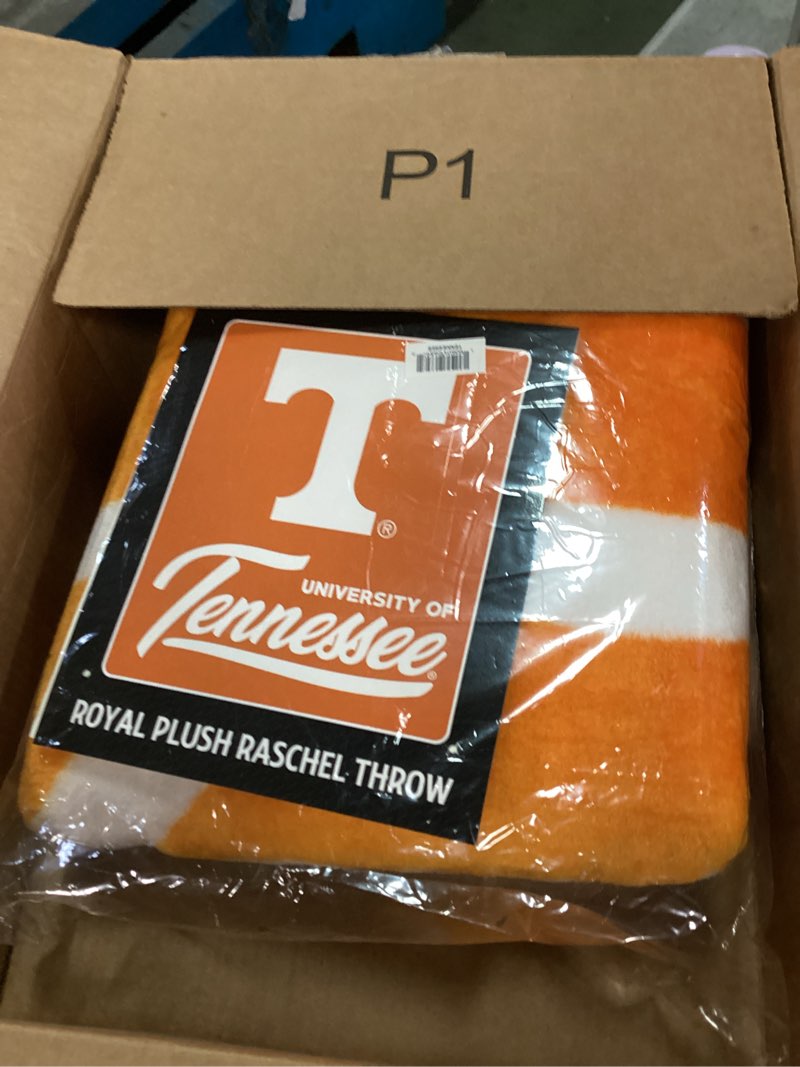 P1
T
®
UNIVERSITY OF
Tennessee®
ROYAL PLUSH RASCHEL THROW